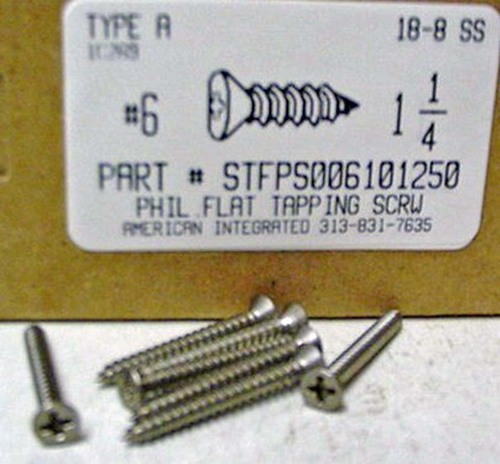 TYPE A
18-8 SS
#6
1 1/4
PART # STFPS006101250
PHIL.FLAT TAPPING SCRW
AMERICAN INTEGRATED 313-831-7635